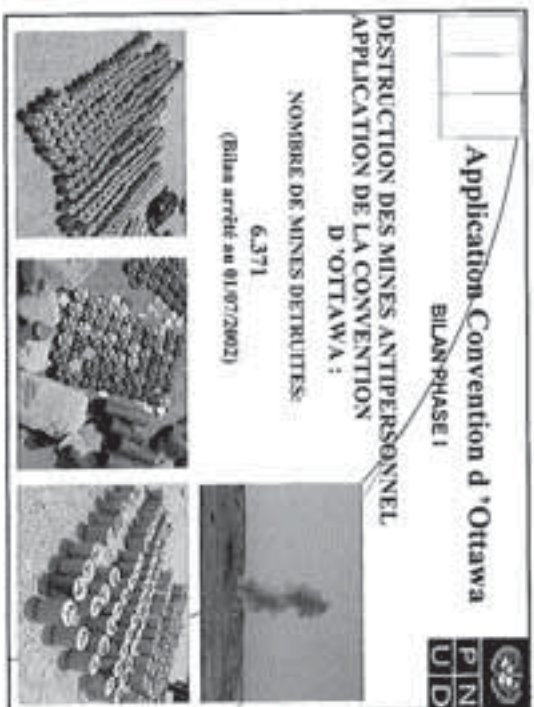 Application Convention d 'Ottawa
BILAN PHASE I
P N
U D
DESTRUCTION DES MINES ANTIPERSONNEL
APPLICATION DE LA CONVENTION
D 'OTTAWA :
NOMBRE DE MINES DETRUITES:
6.371
(Bilan arrêté au 01/07/2002)